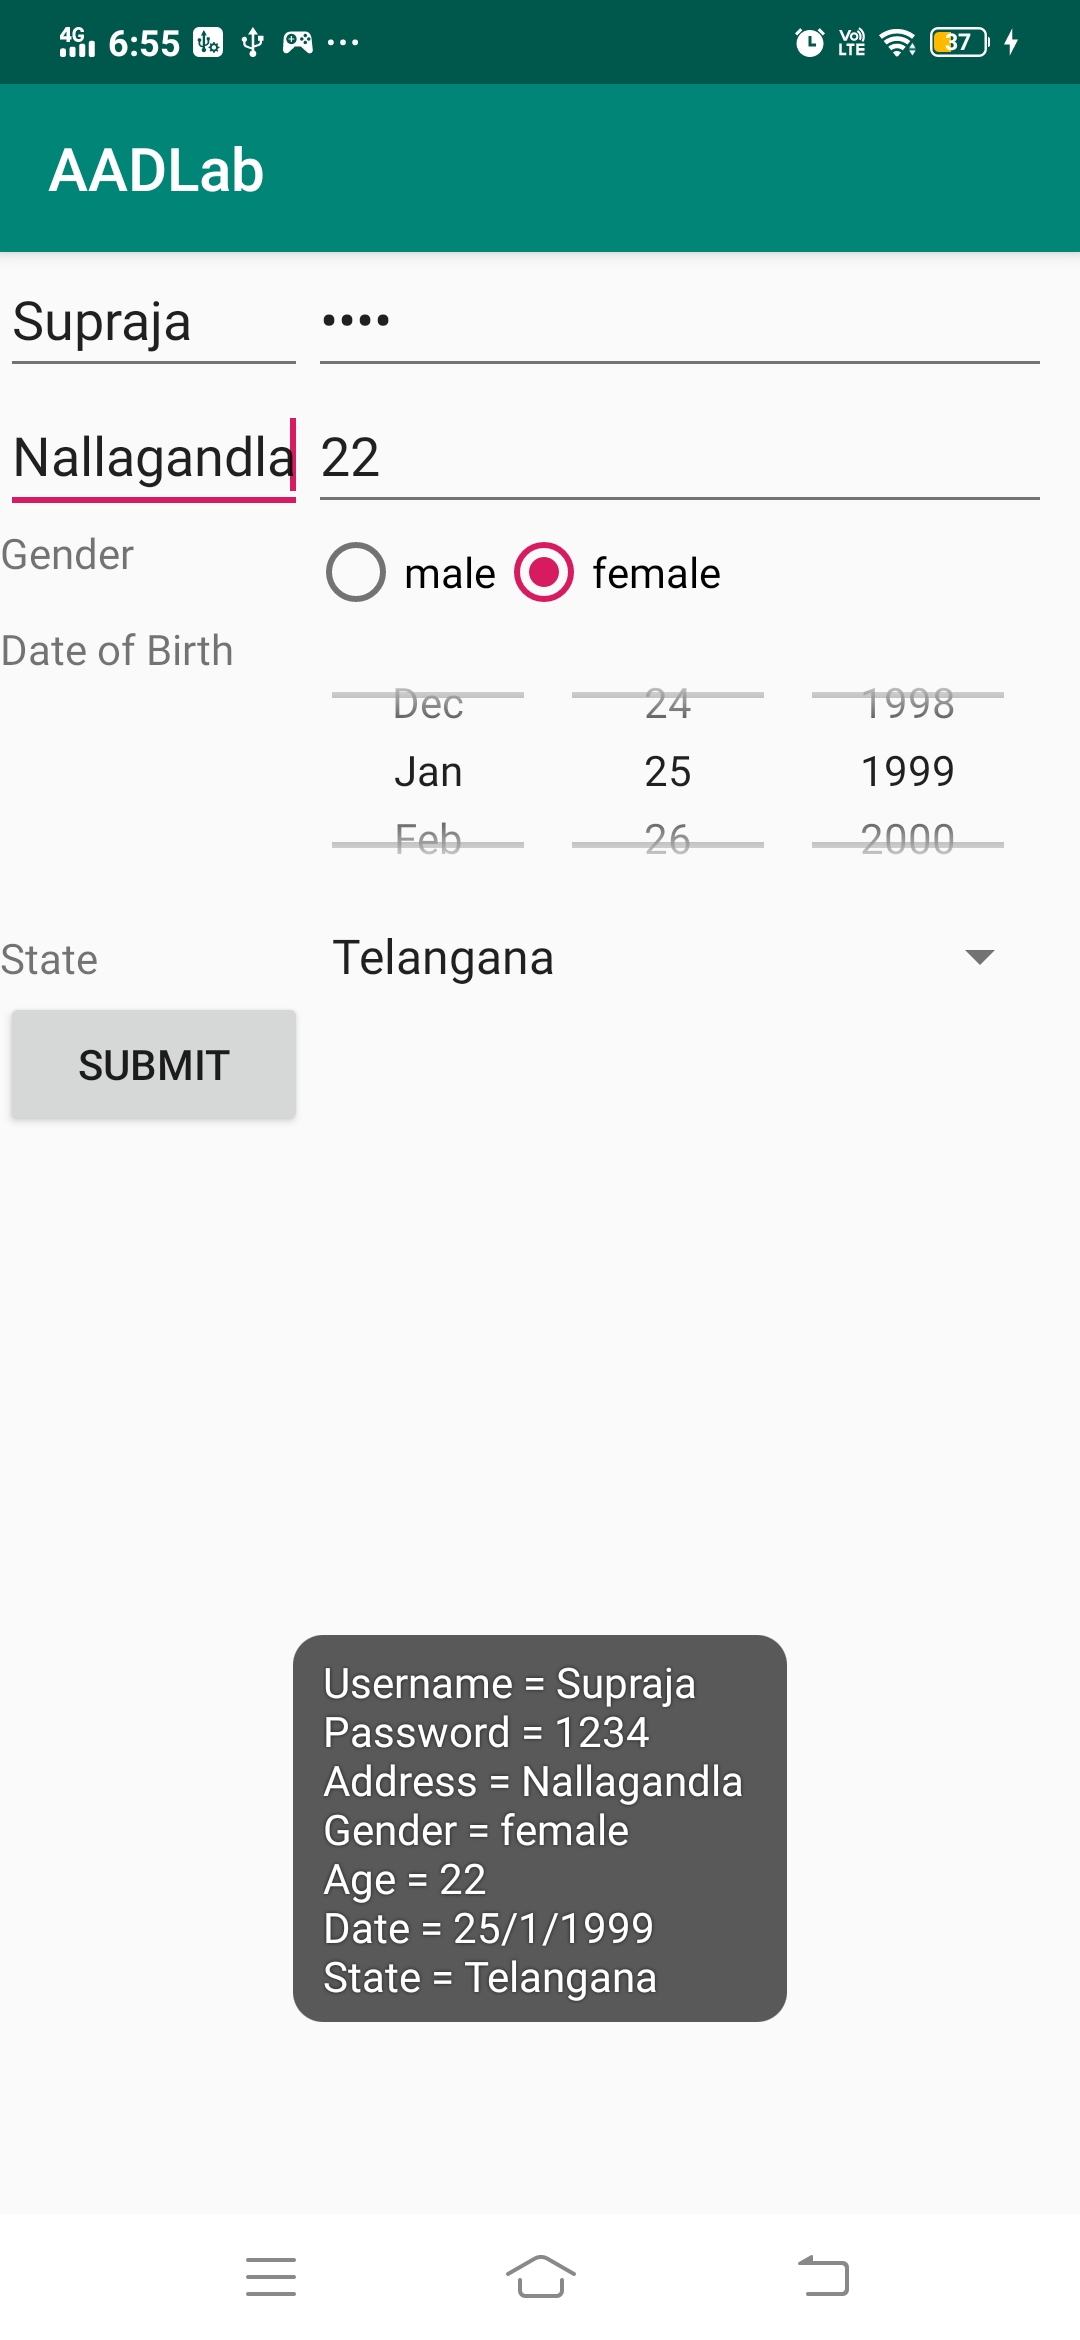 4G 6:55 VoLTE 37
AADLab
Supraja ••••
Nallagandla 22
Gender male female
Date of Birth
Dec 24 1998
Jan 25 1999
Feb 26 2000
State Telangana
SUBMIT
Username = Supraja
Password = 1234
Address = Nallagandla
Gender = female
Age = 22
Date = 25/1/1999
State = Telangana